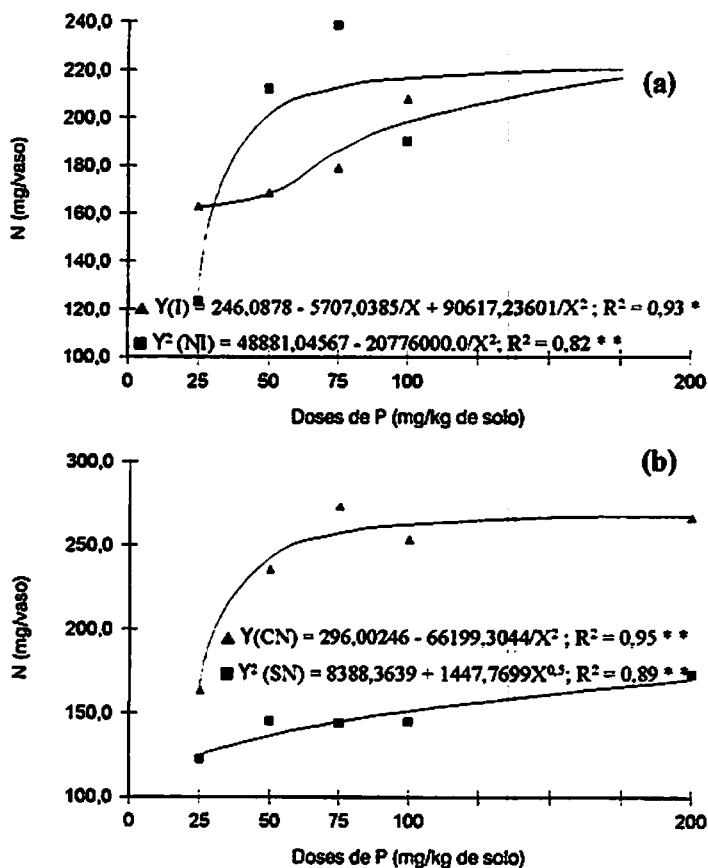 240,0
220,0
200,0
180,0
160,0
140,0
120,0
100,0
N (mg/vaso)
(a)
▲ Y(I) = 246.0878 - 5707,0385/X + 90617,23601/X² ; R² = 0,93 *
■ Y² (NI) = 48881,04567 - 20776000.0/X²; R² = 0,82 * *
0 25 50 75 100 200
Doses de P (mg/kg de solo)
300,0
250,0
200,0
150,0
100,0
N (mg/vaso)
(b)
▲ Y(CN) = 296,00246 - 66199,3044/X² ; R² = 0,95 * *
■ Y² (SN) = 8388,3639 + 1447,7699X⁰,⁵; R² = 0,89 * *
0 25 50 75 100 200
Doses de P (mg/kg de solo)